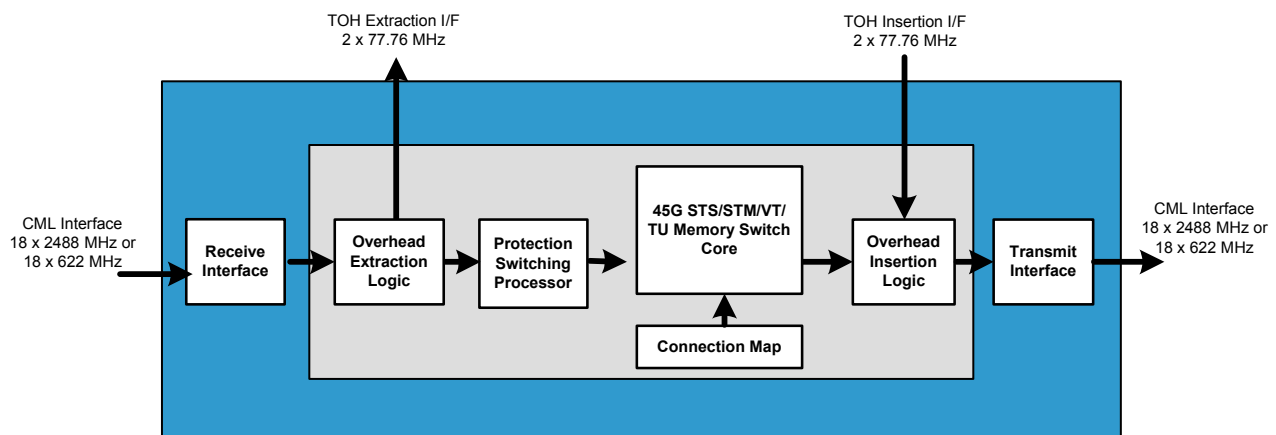 TOH Extraction I/F
2 x 77.76 MHz
TOH Insertion I/F
2 x 77.76 MHz
CML Interface
18 x 2488 MHz or
18 x 622 MHz
Receive
Interface
Overhead
Extraction
Logic
Protection
Switching
Processor
45G STS/STM/VT/
TU Memory Switch
Core
Connection Map
Overhead
Insertion
Logic
Transmit
Interface
CML Interface
18 x 2488 MHz or
18 x 622 MHz